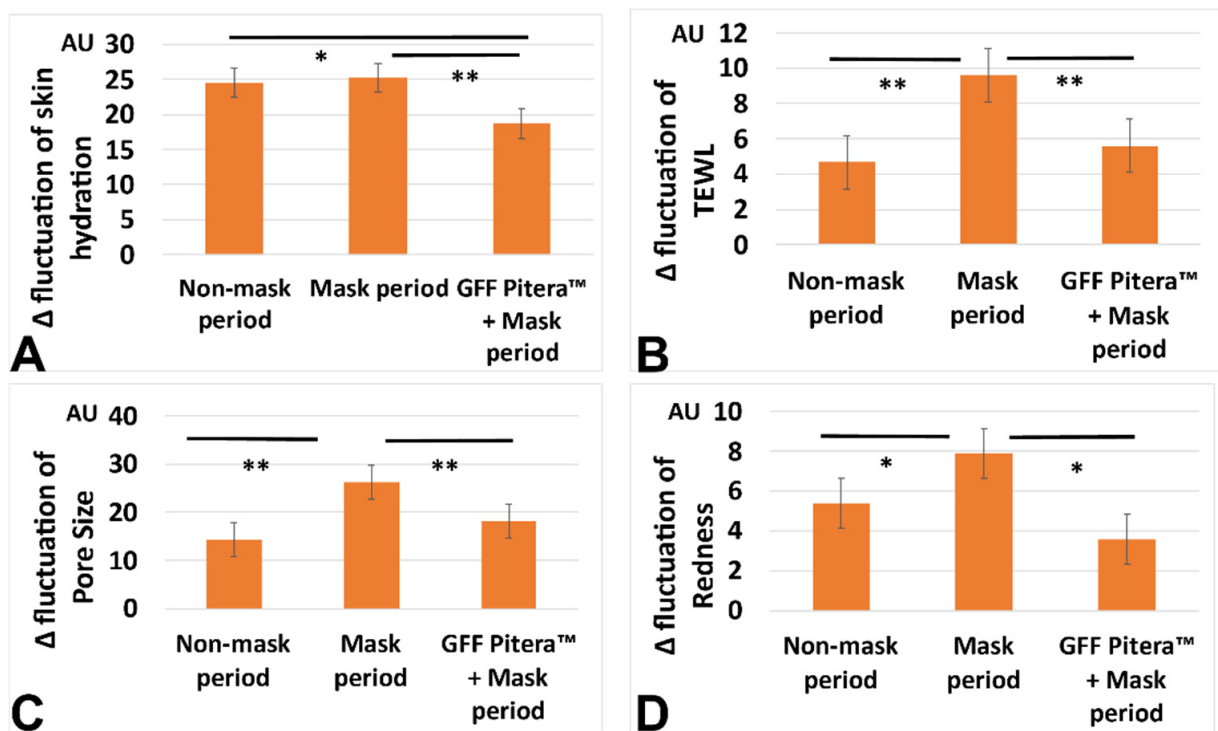 Δ fluctuation of skin
hydration
AU
30
25
20
15
10
5
0
*
**
Non-mask
period
Mask period
GFF Pitera™
+ Mask
period
A
Δ fluctuation of
TEWL
AU
12
10
8
6
4
2
0
**
**
Non-mask
period
Mask
period
GFF Pitera™
+ Mask
period
B
Δ fluctuation of
Pore Size
AU
40
30
20
10
0
**
**
Non-mask
period
Mask
period
GFF Pitera™
+ Mask
period
C
Δ fluctuation of
Redness
AU
10
8
6
4
2
0
*
*
Non-mask
period
Mask
period
GFF Pitera™
+ Mask
period
D